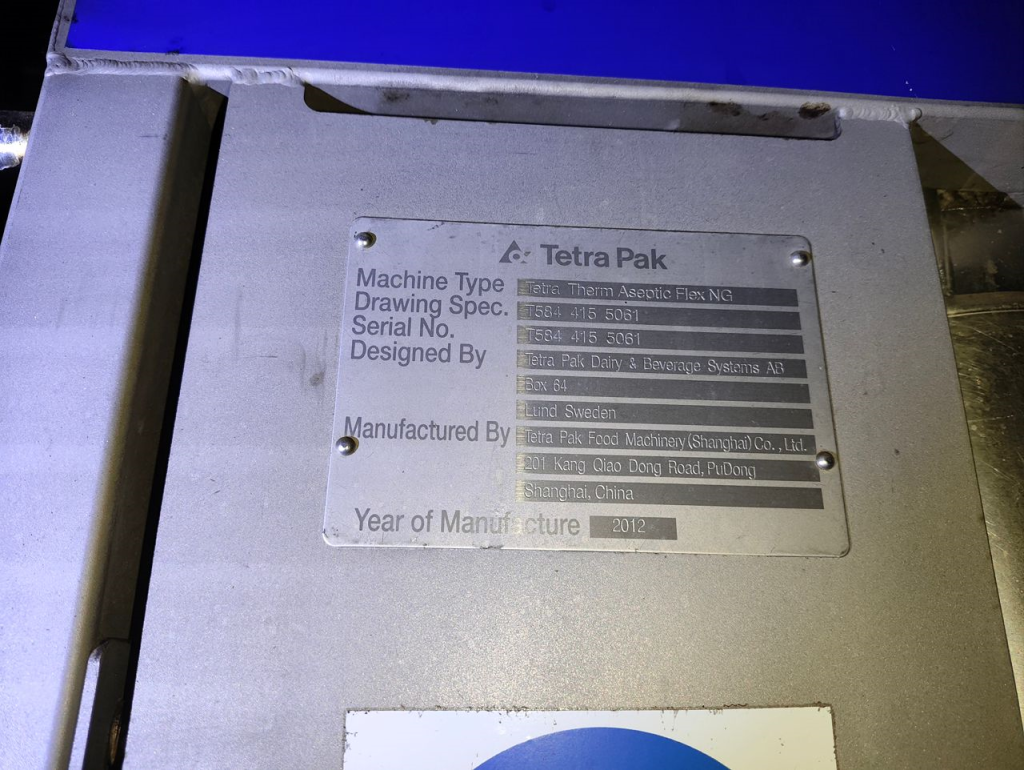 Tetra Pak
Machine Type Tetra Therm Aseptic Flex NG
Drawing Spec. T584 415 5061
Serial No. T584 415 5061
Designed By Tetra Pak Dairy & Beverage Systems AB
Box 64
Lund Sweden
Manufactured By Tetra Pak Food Machinery (Shanghai) Co., Ltd.
201 Kang Qiao Dong Road, PuDong
Shanghai, China
Year of Manufacture 2012